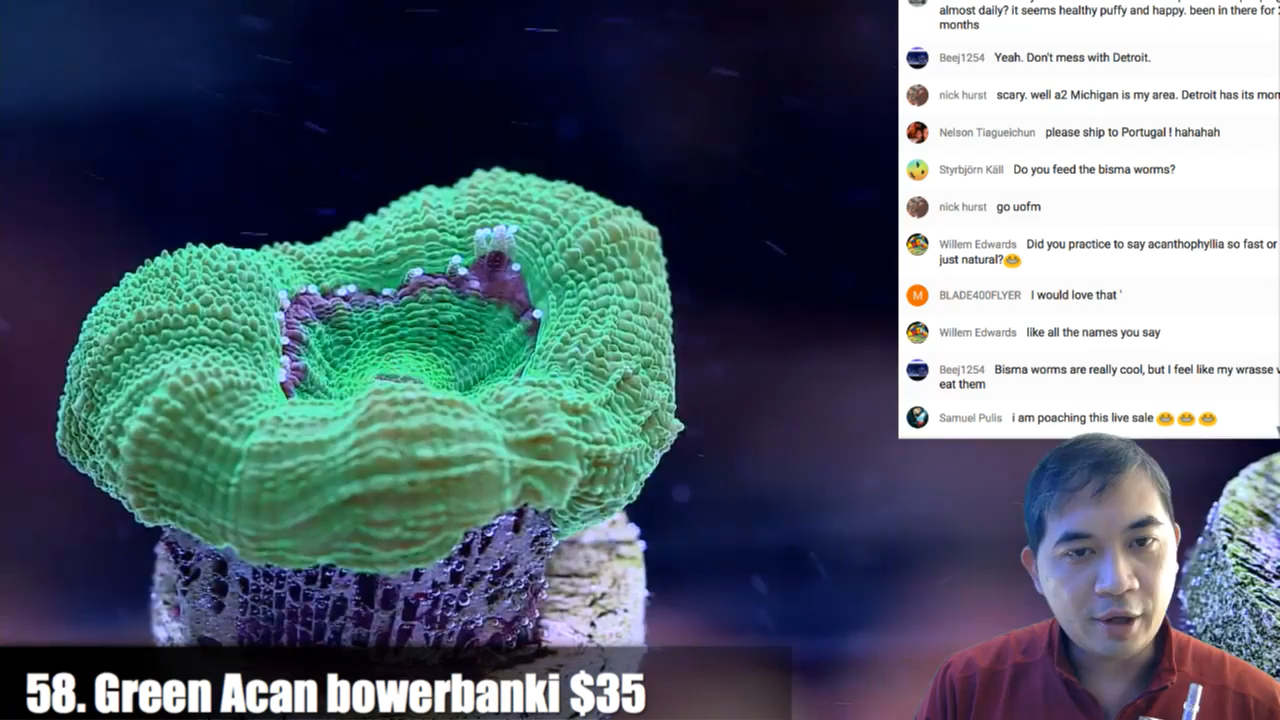 almost daily? it seems healthy puffy and happy. been in there for
months
Beej1254 Yeah. Don't mess with Detroit.
nick hurst scary. well a2 Michigan is my area. Detroit has its
Nelson Tiagueichun please ship to Portugal ! hahahah
Styrbjörn Käll Do you feed the bisma worms?
nick hurst go uofm
Willem Edwards Did you practice to say acanthophyllia so fast or
just natural?😂
M BLADE400FLYER I would love that '
Willem Edwards like all the names you say
Beej1254 Bisma worms are really cool, but I feel like my wrasse
eat them
Samuel Pulis i am poaching this live sale 😂 😂 😂
58. Green Acan bowerbanki $35